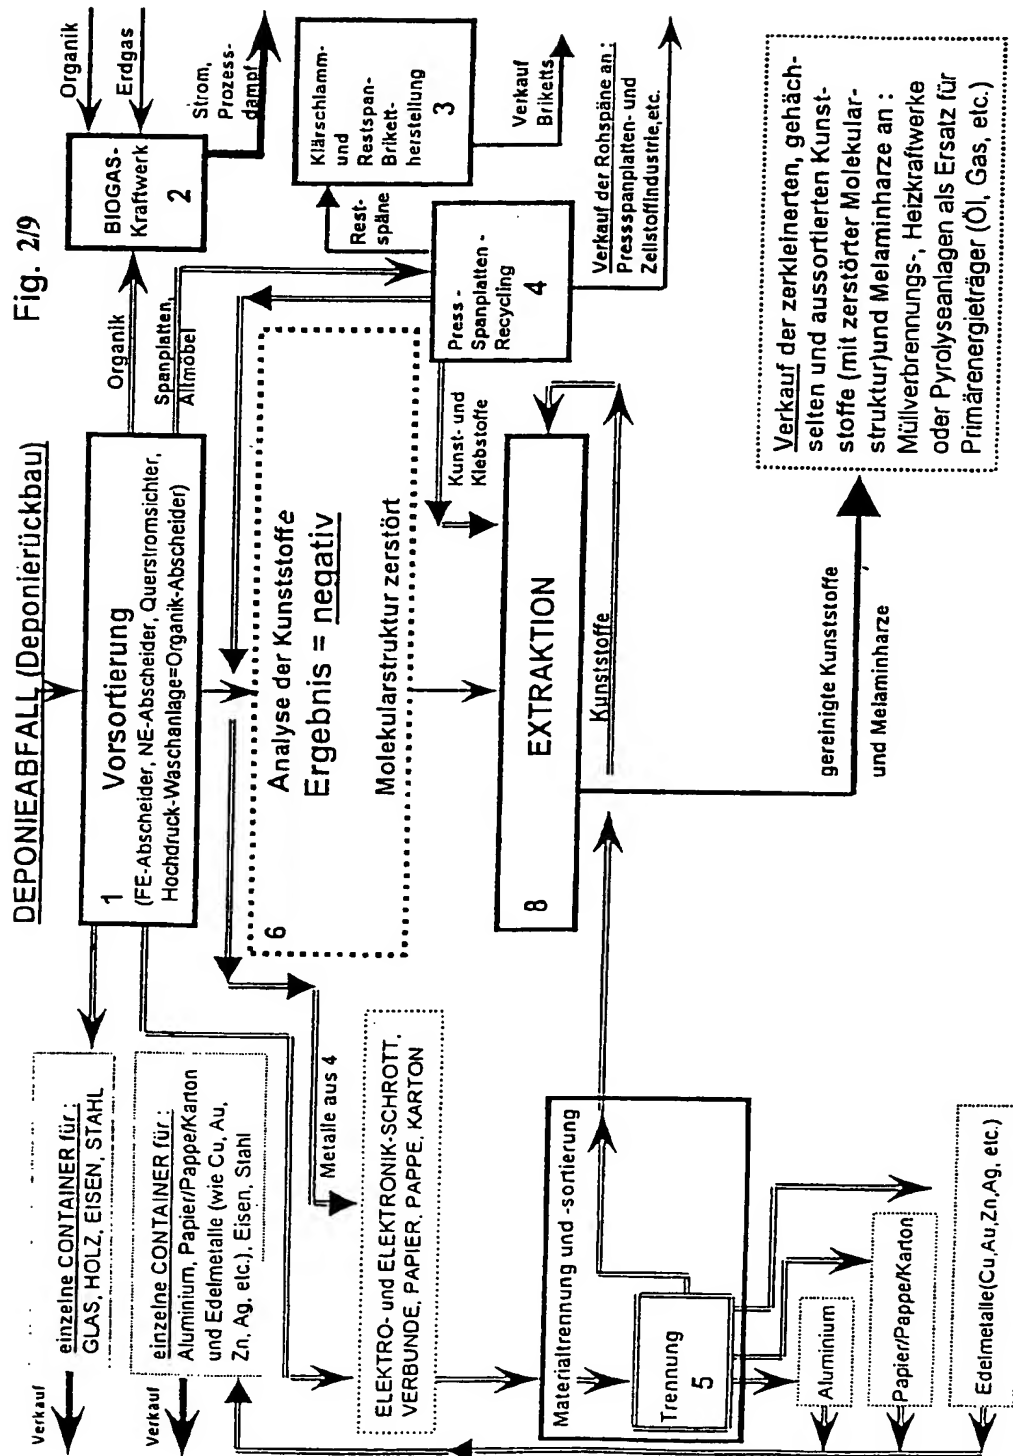 Fig. 2/9
DEPONIEABFALL (Deponierückbau)
1
Vorsortierung
(FE-Abscheider, NE-Abscheider, Querstromsichter,
Hochdruck-Waschanlage=Organik-Abscheider)
Organik
Spanplatten,
Altmöbel
Organik
Erdgas
BIOGAS-
Kraftwerk
2
Strom,
Prozess-
dampf
Klärschlamm-
und
Restspan-
Brikett-
herstellung
3
Rest-
späne
Verkauf
Briketts
Press-
Spanplatten -
Recycling
4
Verkauf der Rohspäne an :
Pressspanplatten- und
Zellstoffindustrie,etc.
Kunst- und
Klebstoffe
6
Analyse der Kunststoffe
Ergebnis = negativ
Molekularstruktur zerstört
8
EXTRAKTION
Kunststoffe
gereinigte Kunststoffe
und Melaminharze
Verkauf der zerkleinerten, gehäch-
selten und aussortierten Kunst-
stoffe (mit zerstörter Molekular-
struktur)und Melaminharze an :
Müllverbrennungs-, Heizkraftwerke
oder Pyrolyseanlagen als Ersatz für
Primärenergieträger (Öl, Gas, etc.)
Verkauf
einzelne CONTAINER für :
GLAS, HOLZ, EISEN, STAHL
Verkauf
einzelne CONTAINER für :
Aluminium, Papier/Pappe/Karton
und Edelmetalle (wie Cu, Au,
Zn, Ag, etc.), Eisen, Stahl
Metalle aus 4
ELEKTRO- und ELEKTRONIK-SCHROTT,
VERBUNDE, PAPIER, PAPPE, KARTON
Materialtrennung und -sortierung
Trennung
5
Aluminium
Papier/Pappe/Karton
Edelmetalle(Cu,Au,Zn,Ag, etc.)